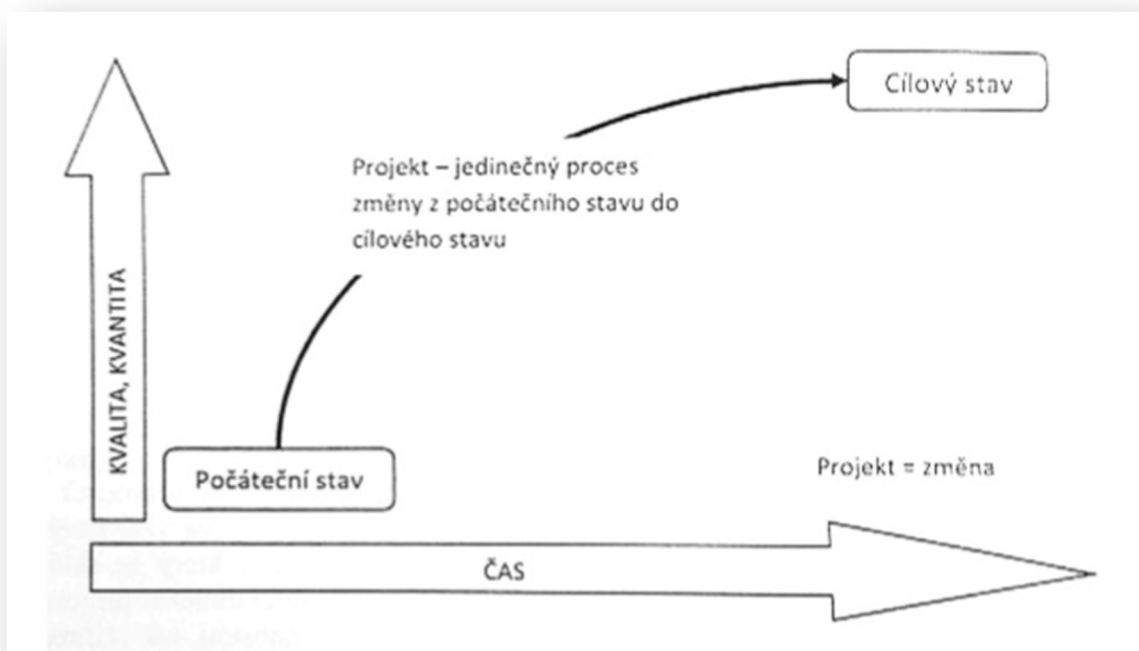 Cílový stav
Projekt – jedinečný proces
změny z počátečního stavu do
cílového stavu
KVALITA, KVANTITA
Počáteční stav
Projekt = změna
ČAS